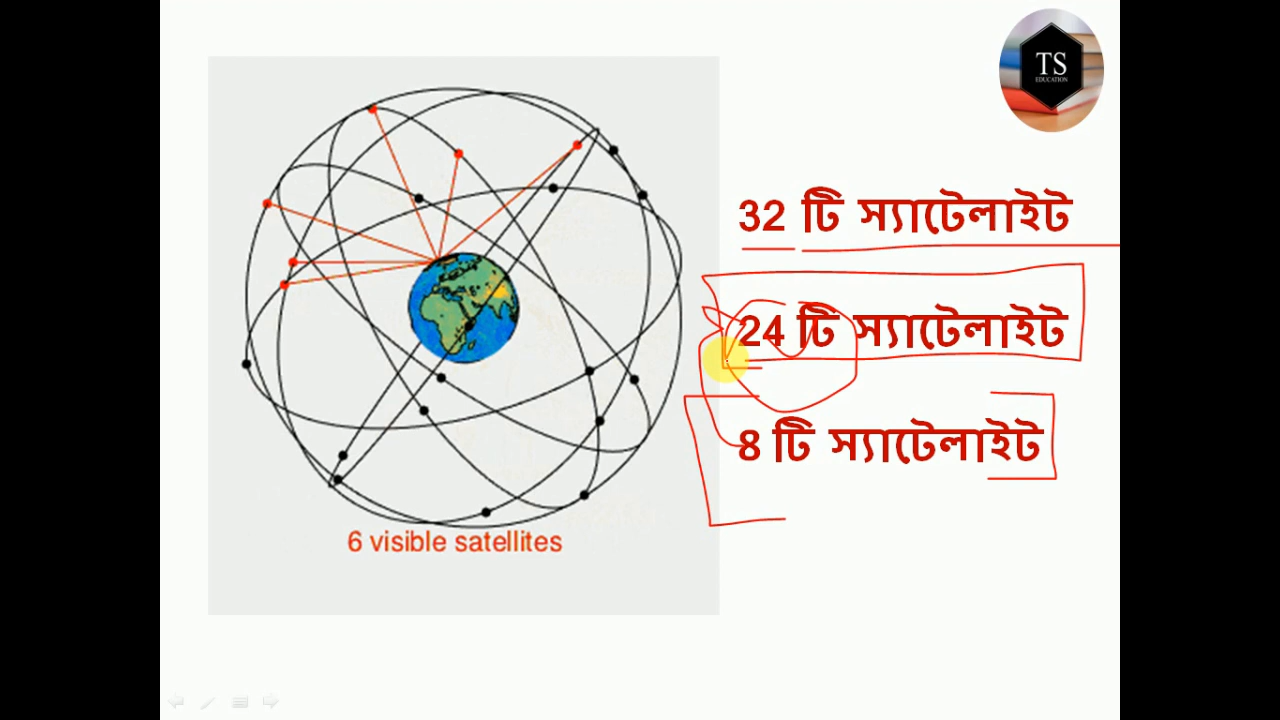 TS
EDUCATION
32 টি স্যাটেলাইট
24 টি স্যাটেলাইট
8 টি স্যাটেলাইট
6 visible satellites